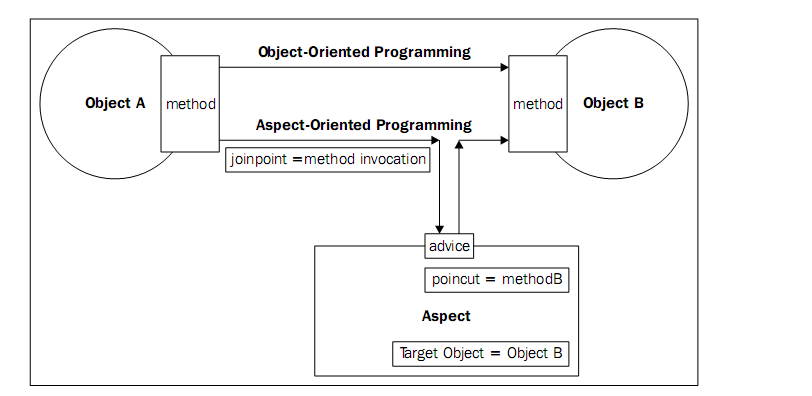 Object-Oriented Programming
Object A
method
method
Object B
Aspect-Oriented Programming
joinpoint =method invocation
advice
poincut = methodB
Aspect
Target Object = Object B